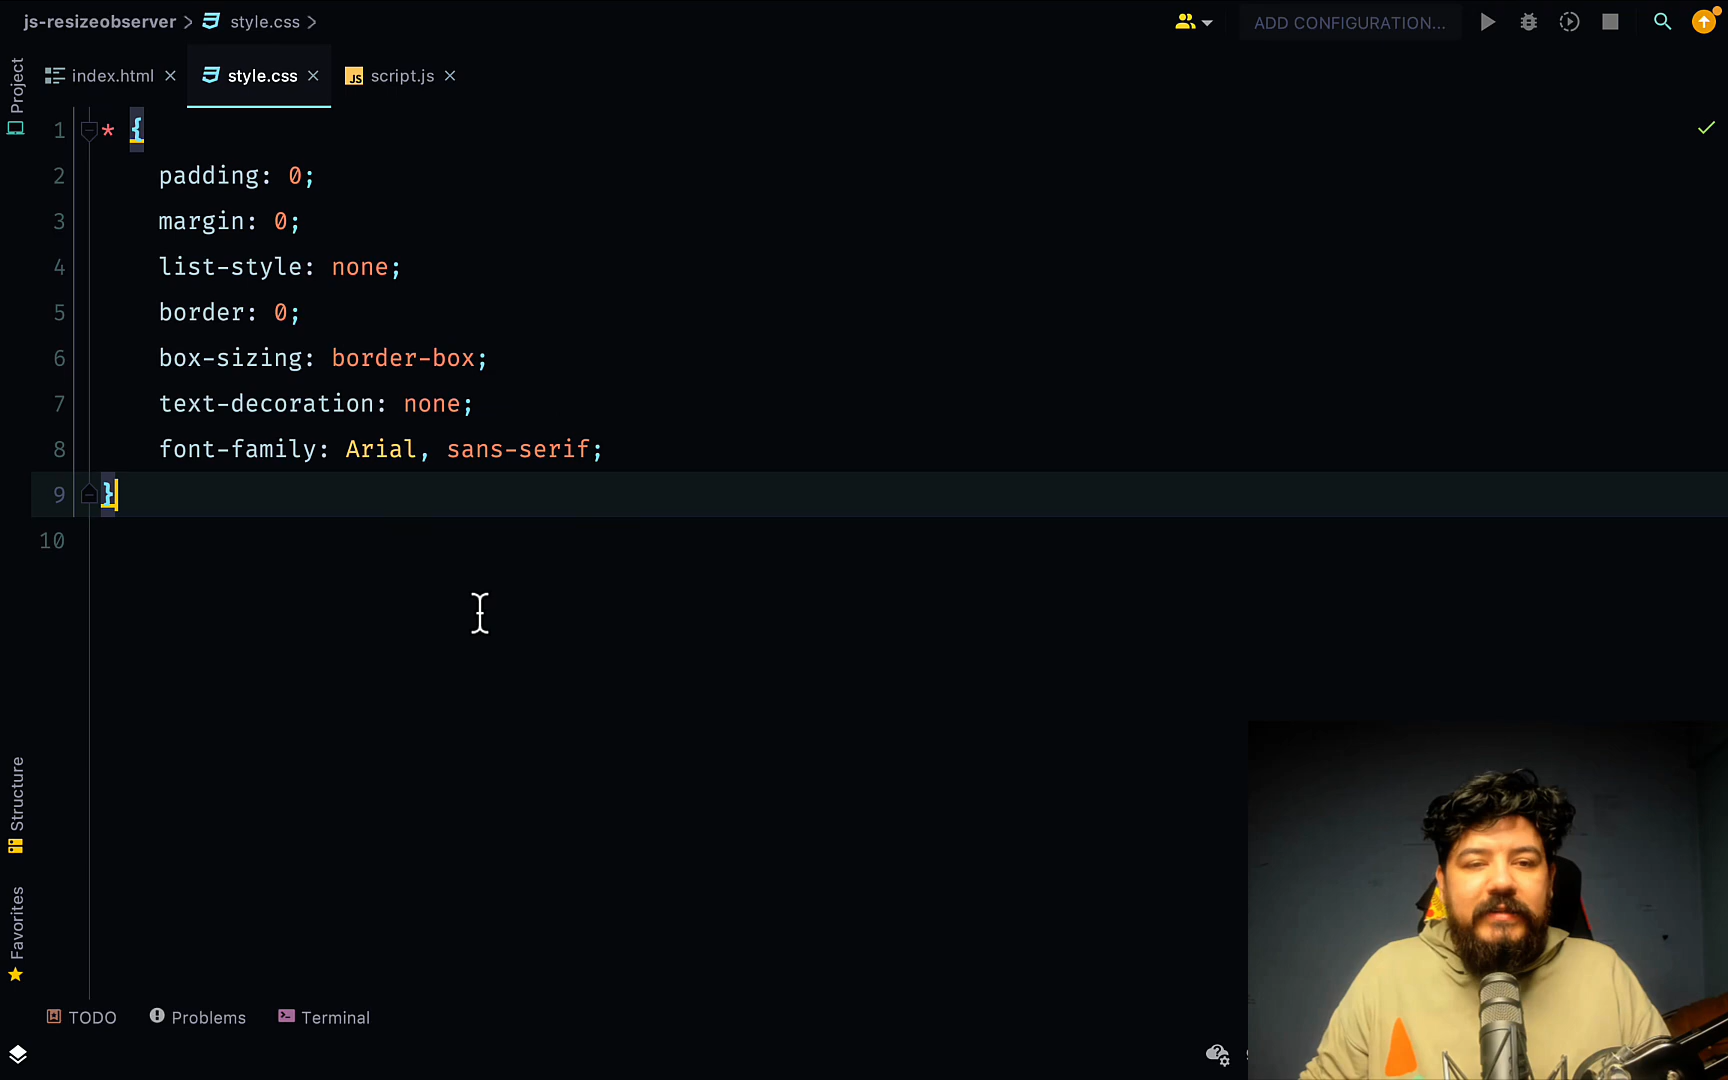 js-resizeobserver > style.css >
ADD CONFIGURATION...
Project
index.html
style.css
script.js
JS
1 * {
2 padding: 0;
3 margin: 0;
4 list-style: none;
5 border: 0;
6 box-sizing: border-box;
7 text-decoration: none;
8 font-family: Arial, sans-serif;
9 }
10
Structure
Favorites
TODO Problems Terminal